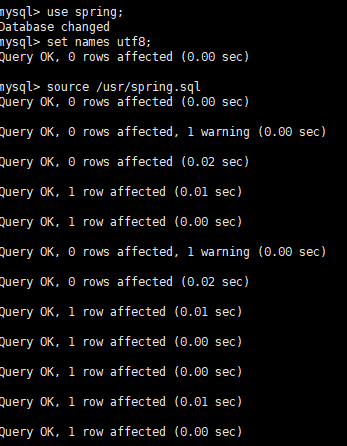 mysql> use spring;
Database changed
mysql> set names utf8;
Query OK, 0 rows affected (0.00 sec)
mysql> source /usr/spring.sql
Query OK, 0 rows affected (0.00 sec)
Query OK, 0 rows affected, 1 warning (0.00 sec)
Query OK, 0 rows affected (0.02 sec)
Query OK, 1 row affected (0.01 sec)
Query OK, 1 row affected (0.00 sec)
Query OK, 0 rows affected, 1 warning (0.00 sec)
Query OK, 0 rows affected (0.02 sec)
Query OK, 1 row affected (0.01 sec)
Query OK, 1 row affected (0.00 sec)
Query OK, 1 row affected (0.00 sec)
Query OK, 1 row affected (0.01 sec)
Query OK, 1 row affected (0.00 sec)